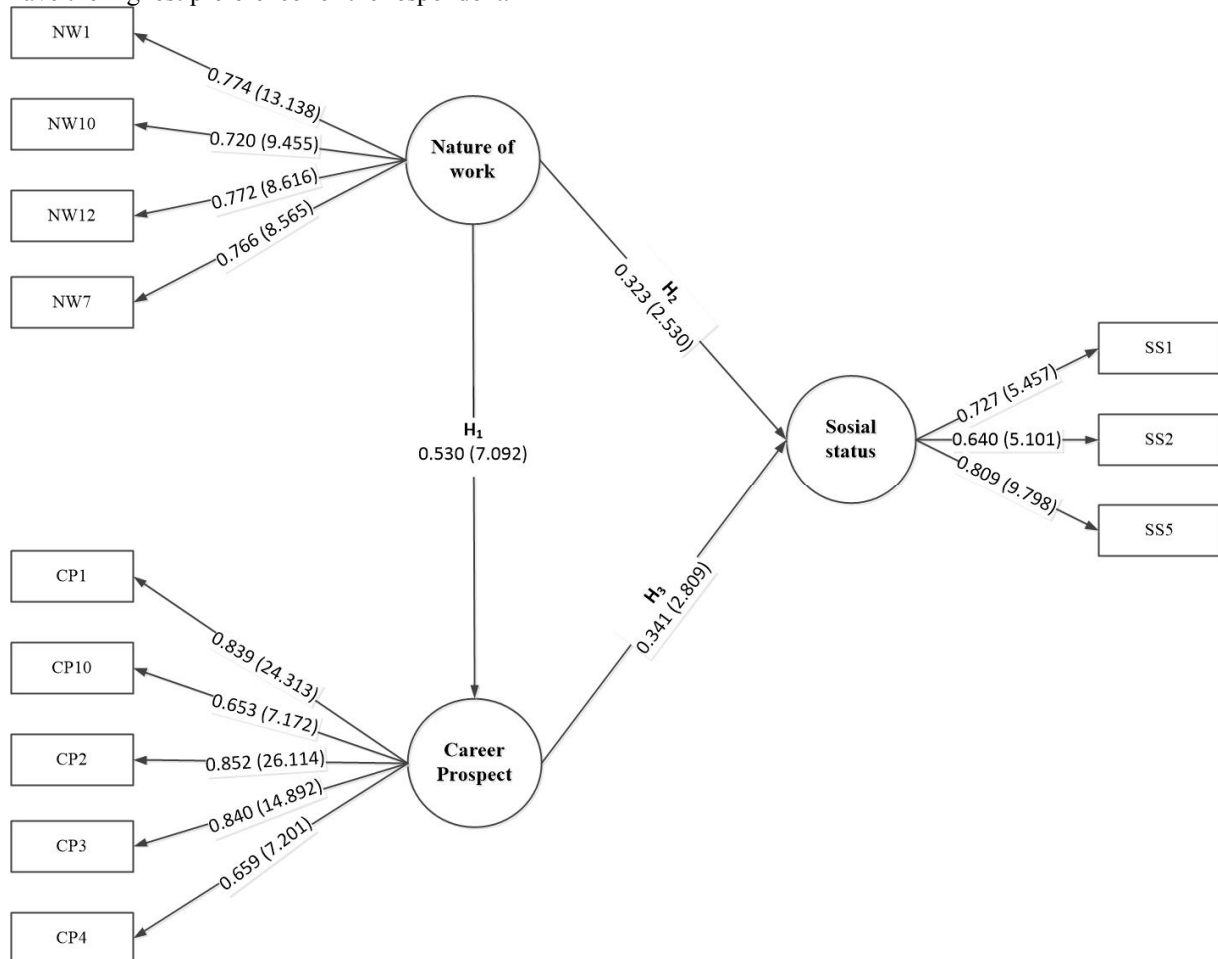 NW1
0.774 (13.138)
NW10
0.720 (9.455)
NW12
0.772 (8.616)
NW7
0.766 (8.565)
Nature of
work
H₂
0.323 (2.530)
H₁
0.530 (7.092)
Sosial
status
0.727 (5.457)
SS1
0.640 (5.101)
SS2
0.809 (9.798)
SS5
H₃
0.341 (2.809)
CP1
0.839 (24.313)
CP10
0.653 (7.172)
CP2
0.852 (26.114)
CP3
0.840 (14.892)
CP4
0.659 (7.201)
Career
Prospect